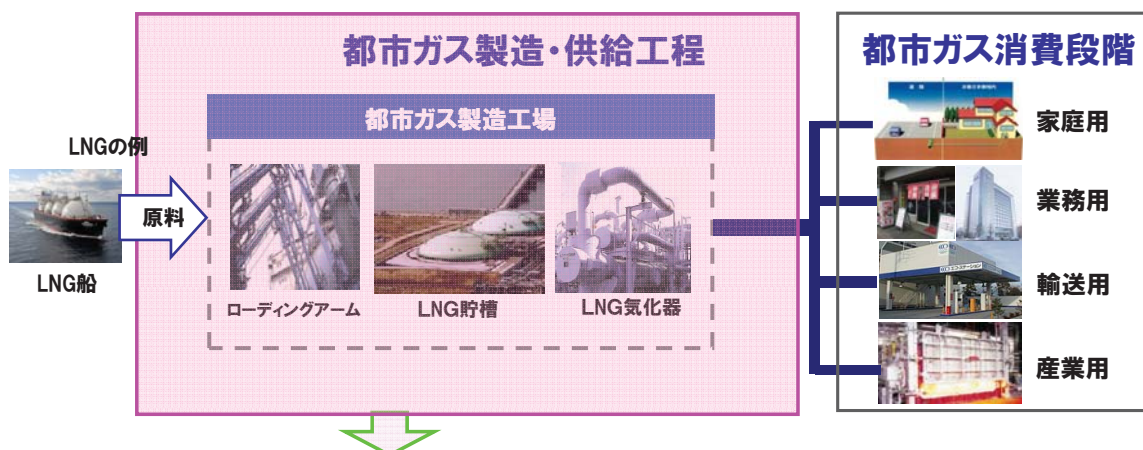 都市ガス製造・供給工程
都市ガス製造工場
LNGの例
原料
LNG船
ローディングアーム
LNG貯槽
LNG気化器
都市ガス消費段階
家庭用
業務用
輸送用
産業用